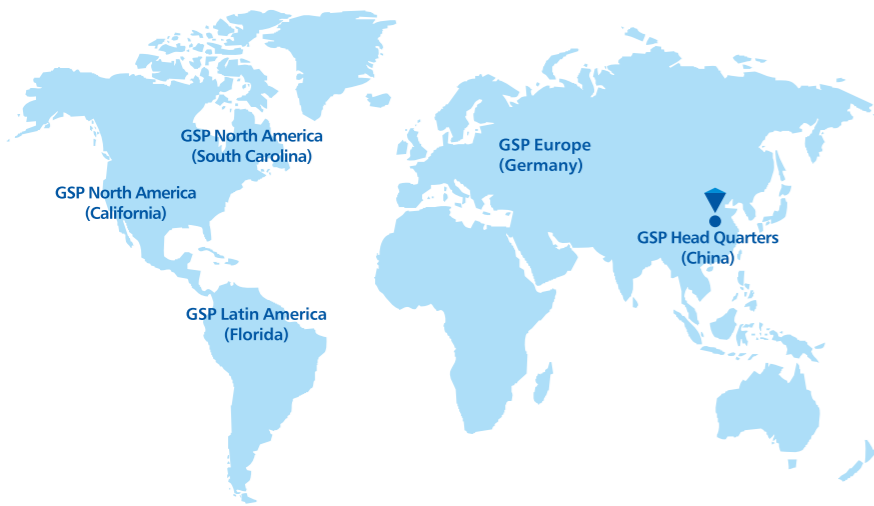 GSP North America
(South Carolina)
GSP Europe
(Germany)
GSP North America
(California)
GSP Head Quarters
(China)
GSP Latin America
(Florida)